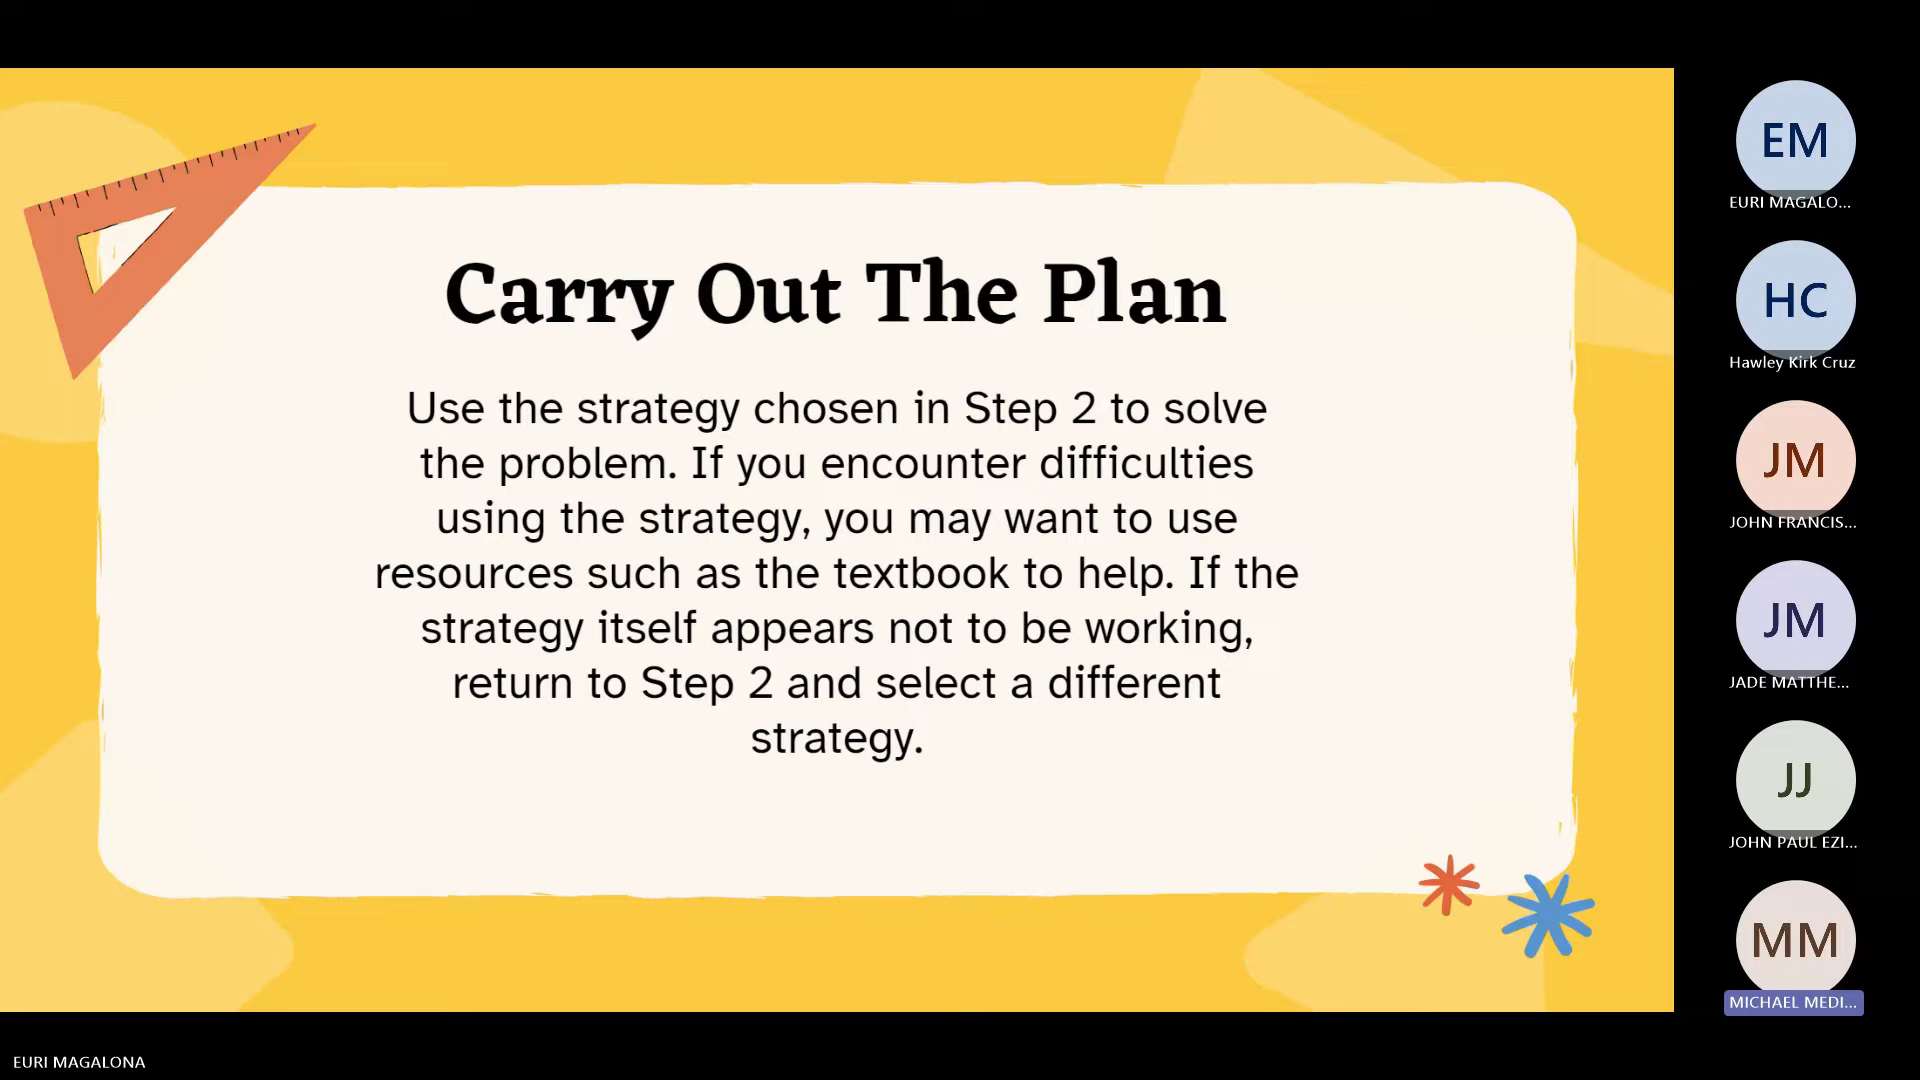 Carry Out The Plan
Use the strategy chosen in Step 2 to solve
the problem. If you encounter difficulties
using the strategy, you may want to use
resources such as the textbook to help. If the
strategy itself appears not to be working,
return to Step 2 and select a different
strategy.
EM
EURI MAGALO...
HC
Hawley Kirk Cruz
JM
JOHN FRANCIS...
JM
JADE MATTHE...
JJ
JOHN PAUL EZI...
MM
MICHAEL MEDI...
EURI MAGALONA